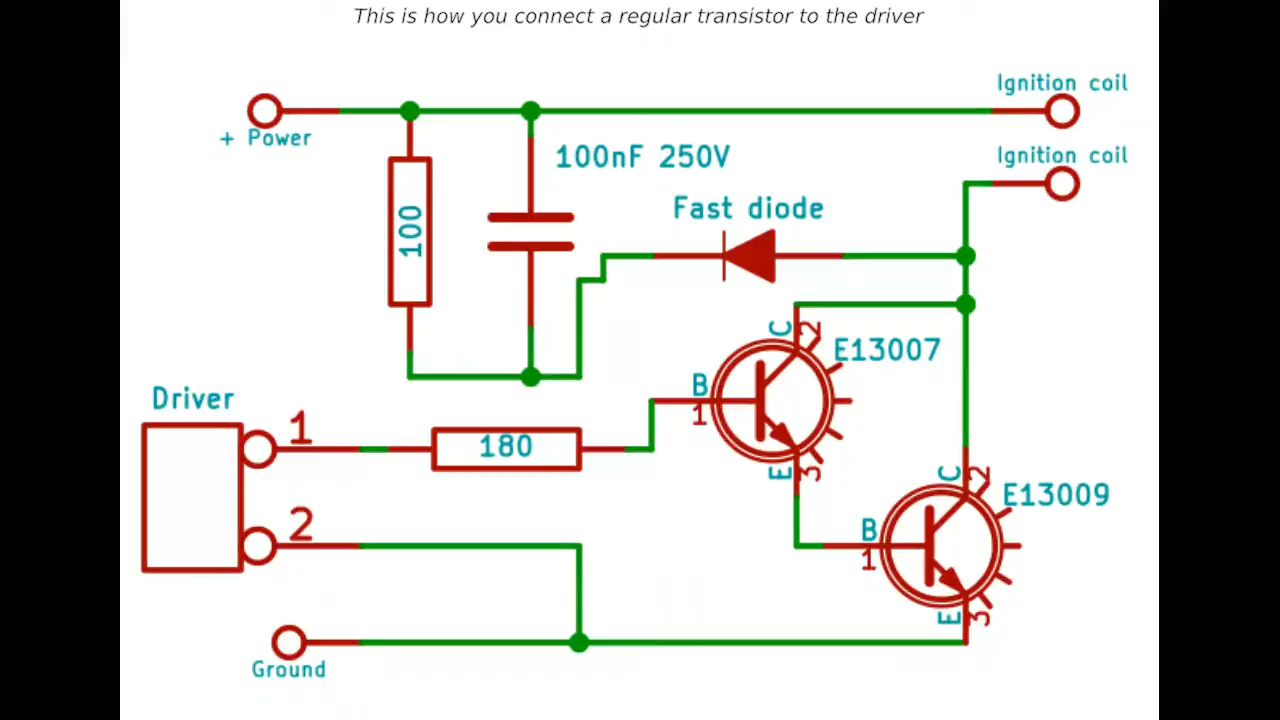 This is how you connect a regular transistor to the driver
Ignition coil
+ Power
100nF 250V
Ignition coil
100
Fast diode
C
2
E13007
B
1
Driver
1
180
E
3
C
2
E13009
2
B
1
E
3
Ground